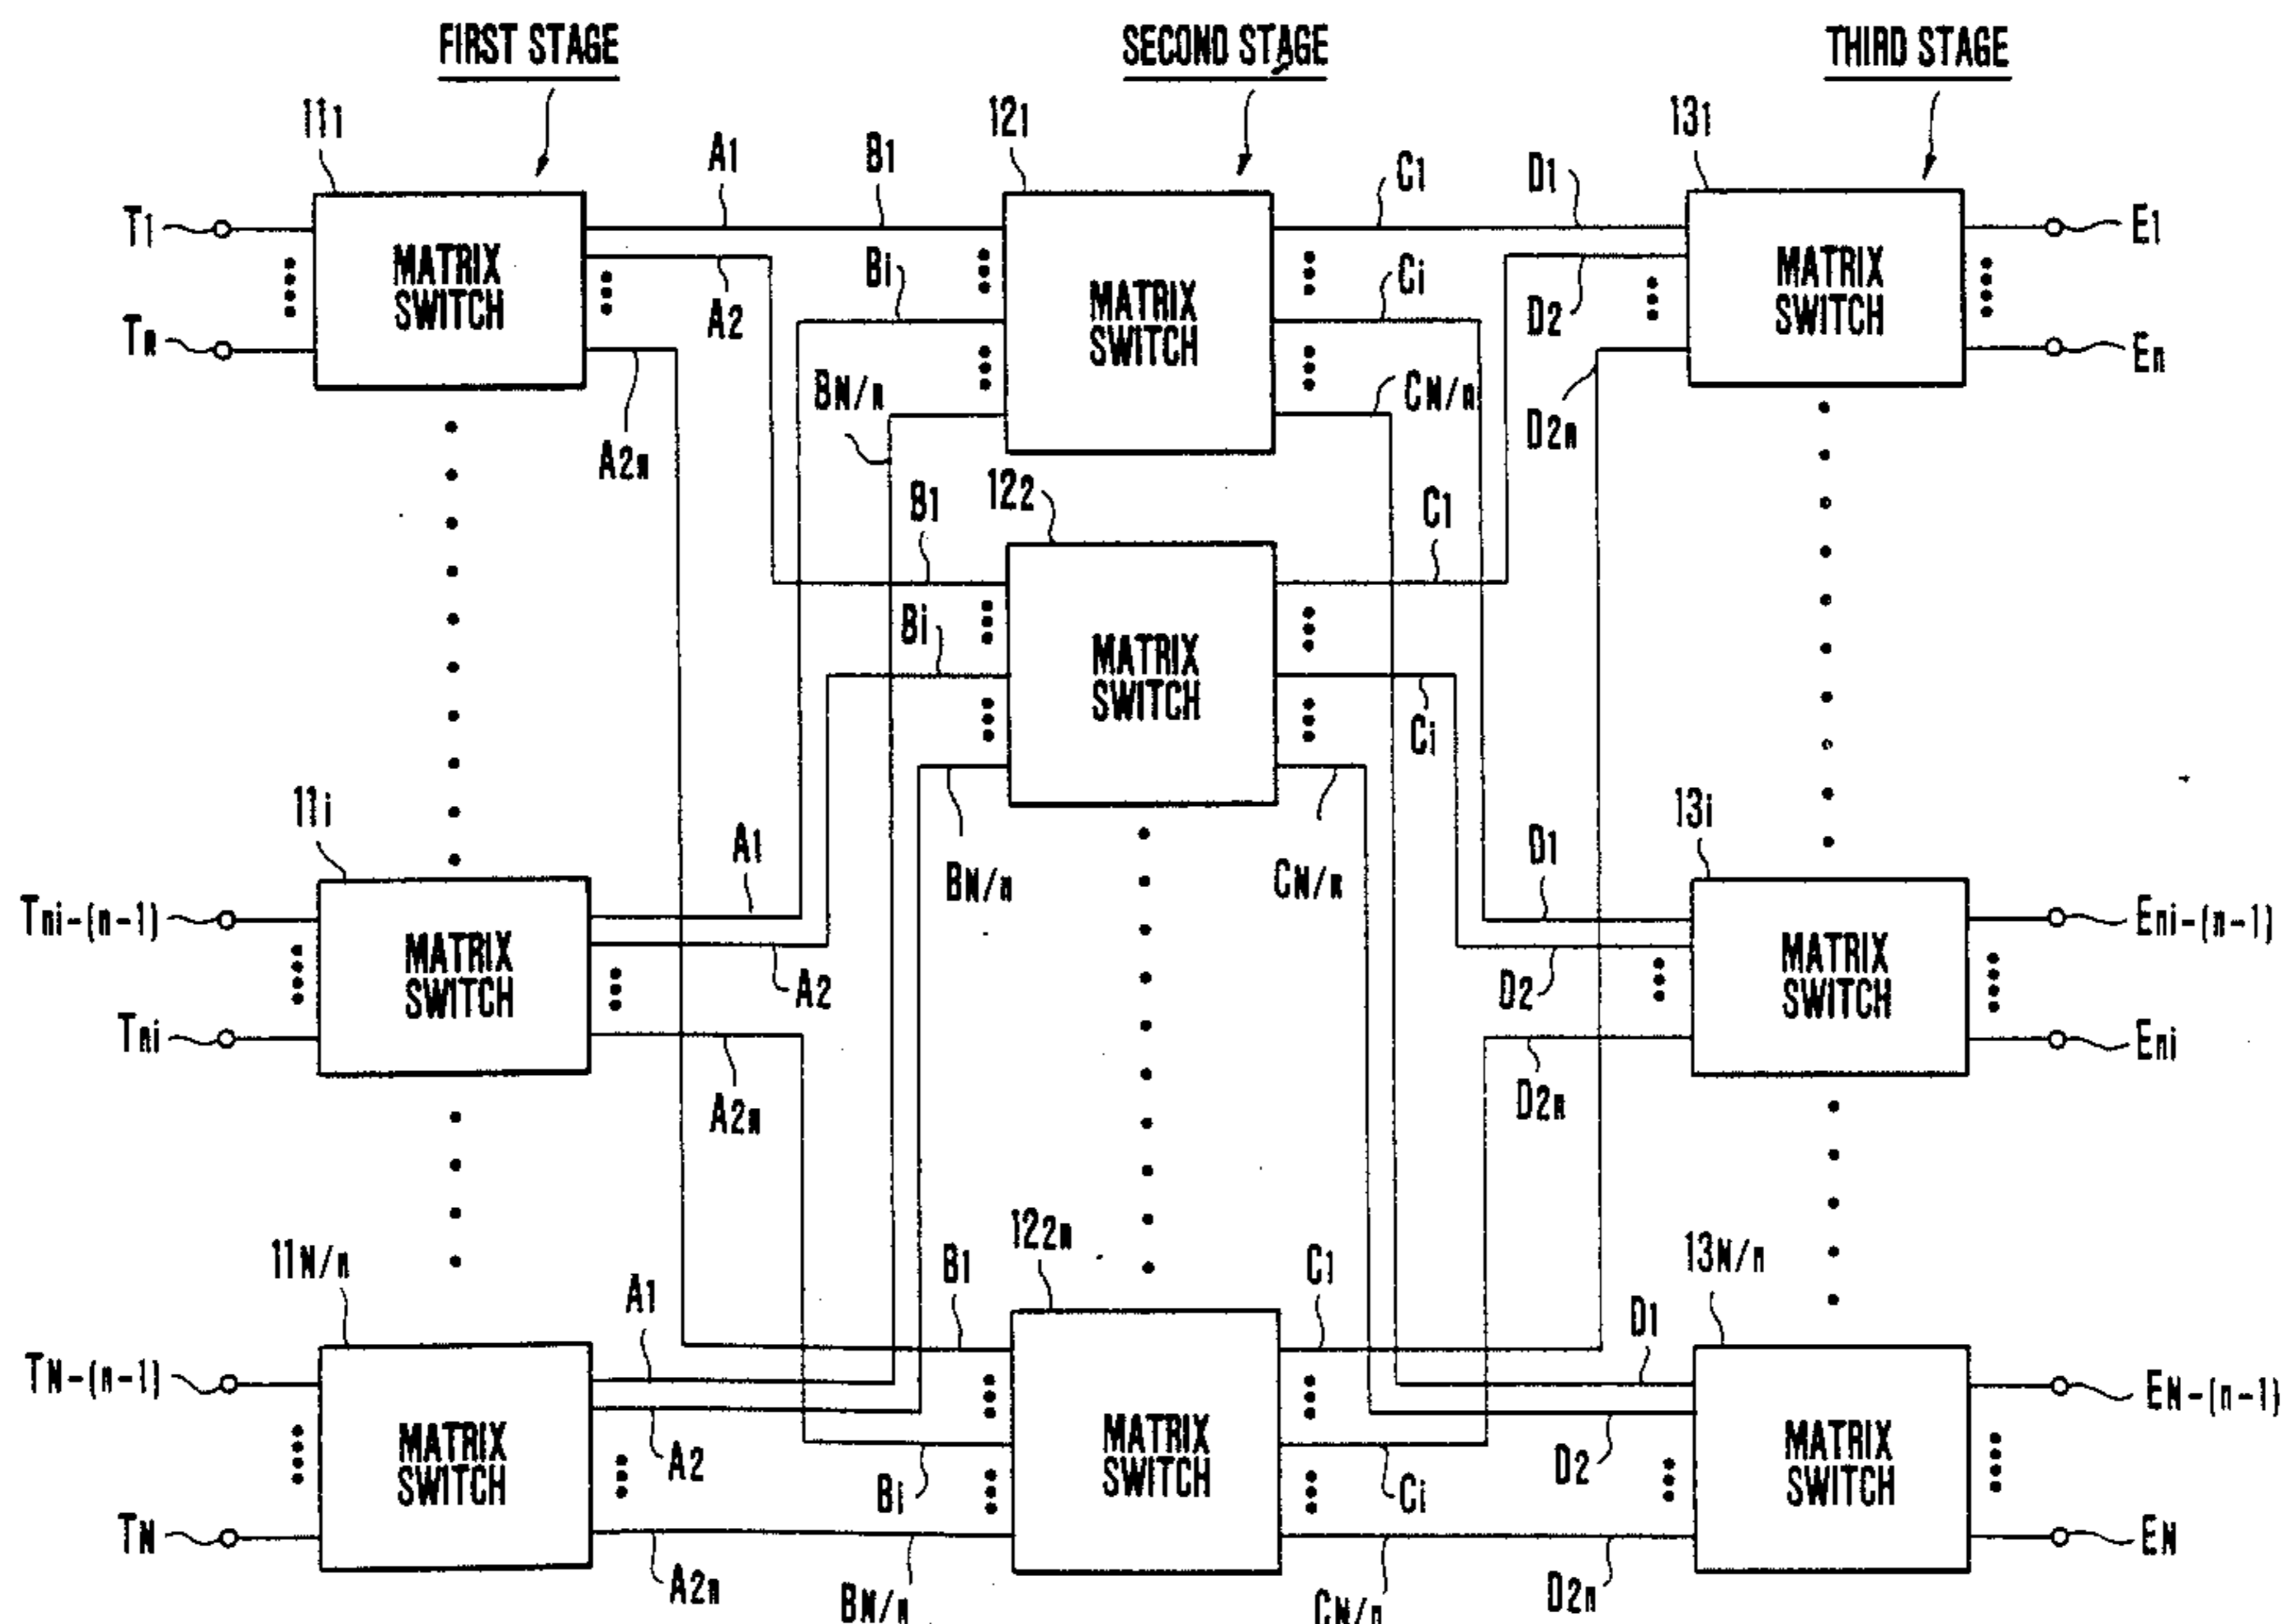 FIRST STAGE
SECOND STAGE
THIRD STAGE
111
121
131
A1
B1
C1
D1
T1
MATRIX
SWITCH
E1
Bi
Ci
A2
D2
MATRIX
SWITCH
MATRIX
SWITCH
Tn
En
BN/n
CN/n
D2n
A2n
122
B1
C1
Bi
MATRIX
SWITCH
Ci
11i
13i
A1
BN/n
CN/n
D1
Tni-(n-1)
Eni-(n-1)
MATRIX
SWITCH
A2
D2
MATRIX
SWITCH
Tni
Eni
A2n
D2n
11N/n
122n
13N/n
A1
B1
C1
D1
TN-(n-1)
EN-(n-1)
MATRIX
SWITCH
A2
MATRIX
SWITCH
D2
MATRIX
SWITCH
Bi
Ci
TN
EN
A2n
BN/n
CN/n
D2n